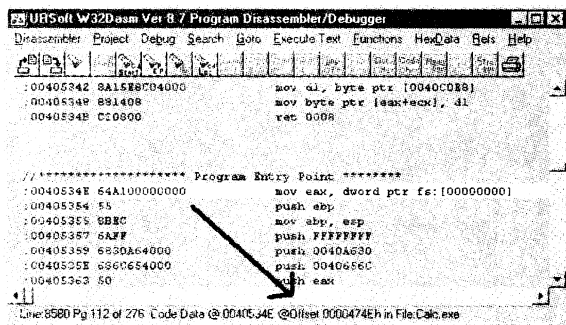 URSoft W32Dasm Ver 8.7 Program Disassembler/Debugger
Disassembler Project Debug Search Goto Execute Text Functions HexData Refs Help
:00405342 8A15E8C04000 mov dl, byte ptr [0040C0E8]
:00405348 881408 mov byte ptr [eax+ecx], dl
:0040534B C20800 ret 0008
//******************** Program Entry Point ********
:0040534E 64A100000000 mov eax, dword ptr fs:[00000000]
:00405354 55 push ebp
:00405355 8BEC mov ebp, esp
:00405357 6AFF push FFFFFFFF
:00405359 6830A64000 push 0040A630
:0040535E 686C654000 push 0040656C
:00405363 50 push eax
Line:8580 Pg 112 of 276 Code Data @:0040534E @Offset 0000474Eh in File:Calc.exe